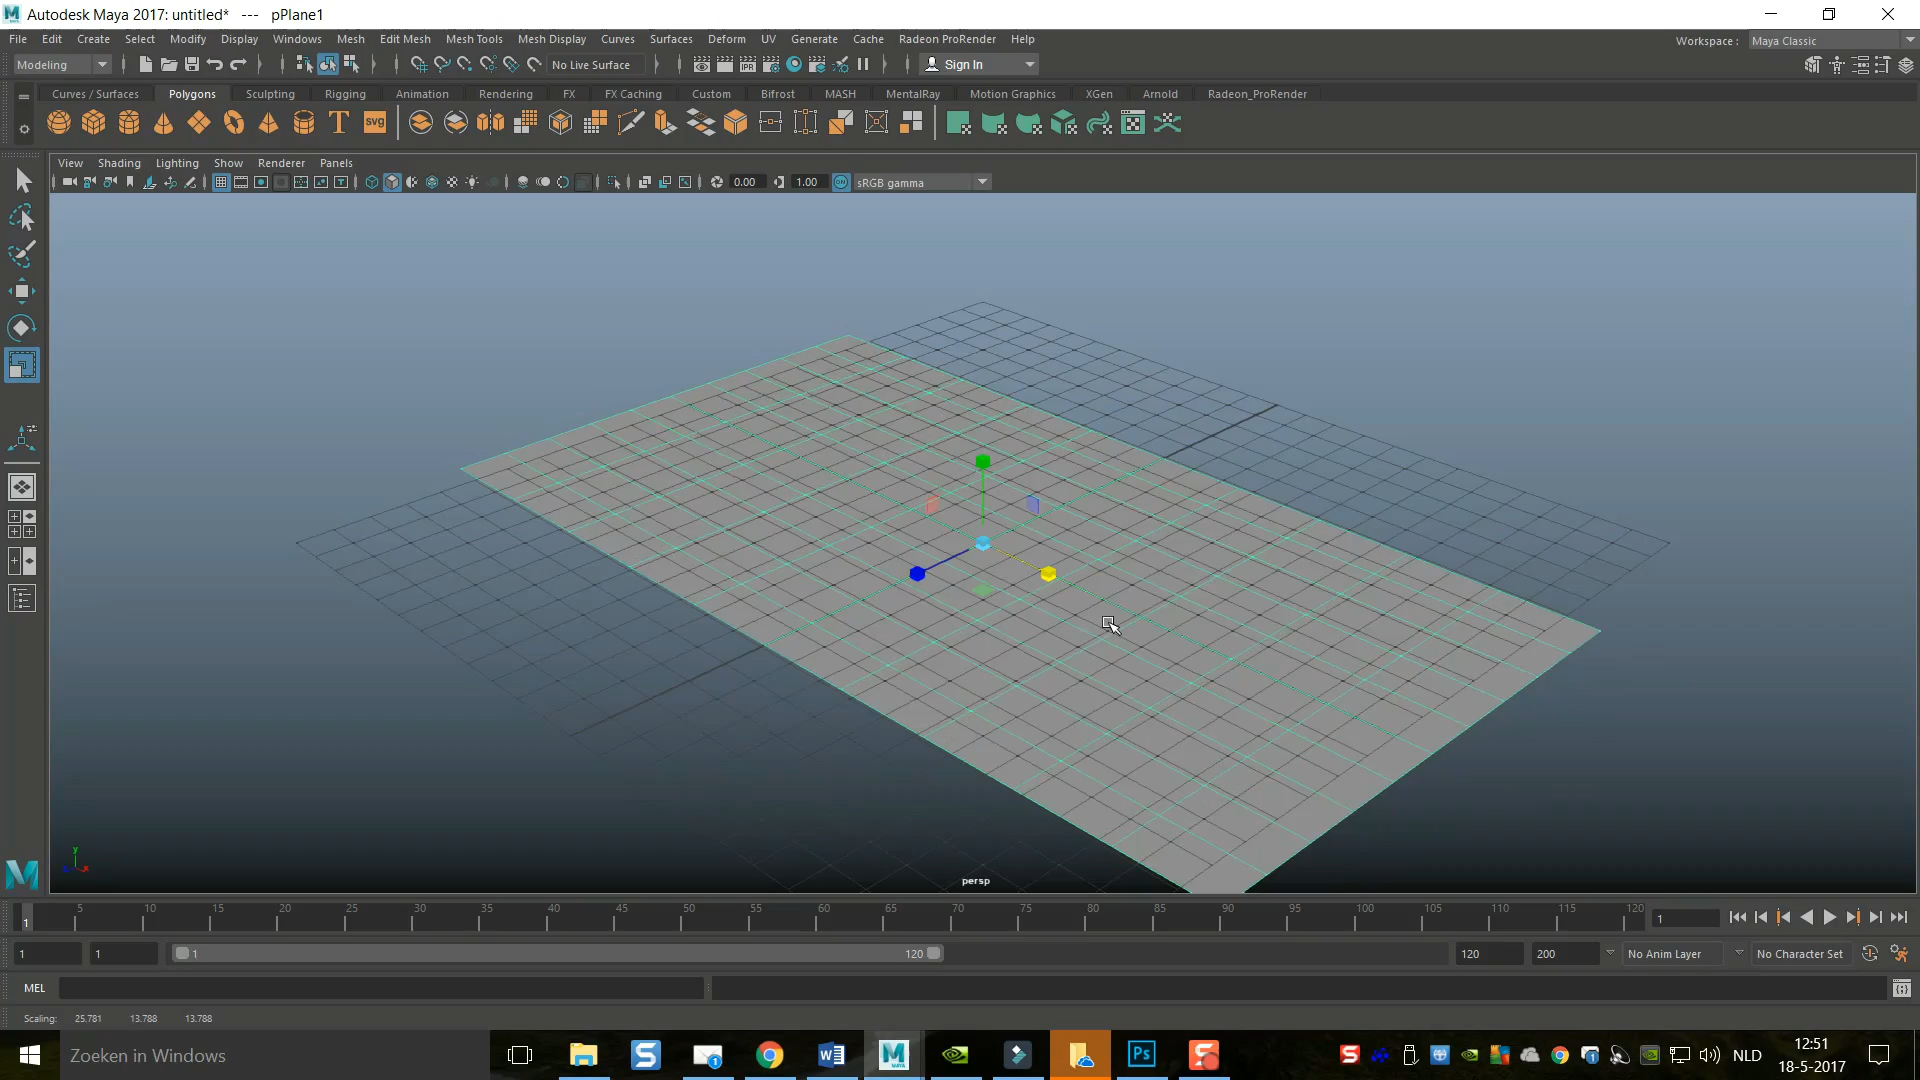 Autodesk Maya 2017: untitled* --- pPlane1
File Edit Create Select Modify Display Windows Mesh Edit Mesh Mesh Tools Mesh Display Curves Surfaces Deform UV Generate Cache Radeon ProRender Help
Workspace : Maya Classic
Modeling No Live Surface Sign In
Curves / Surfaces Polygons Sculpting Rigging Animation Rendering FX FX Caching Custom Bifrost MASH MentalRay Motion Graphics XGen Arnold Radeon_ProRender
T svg
View Shading Lighting Show Renderer Panels
0.00 1.00 ON sRGB gamma
y
x
persp
5 10 15 20 25 30 35 40 45 50 55 60 65 70 75 80 85 90 95 100 105 110 115 120
1 1
1 1 1 120 120 200 No Anim Layer No Character Set
MEL
Scaling: 25.781 13.788 13.788
Zoeken in Windows
NLD
12:51
18-5-2017